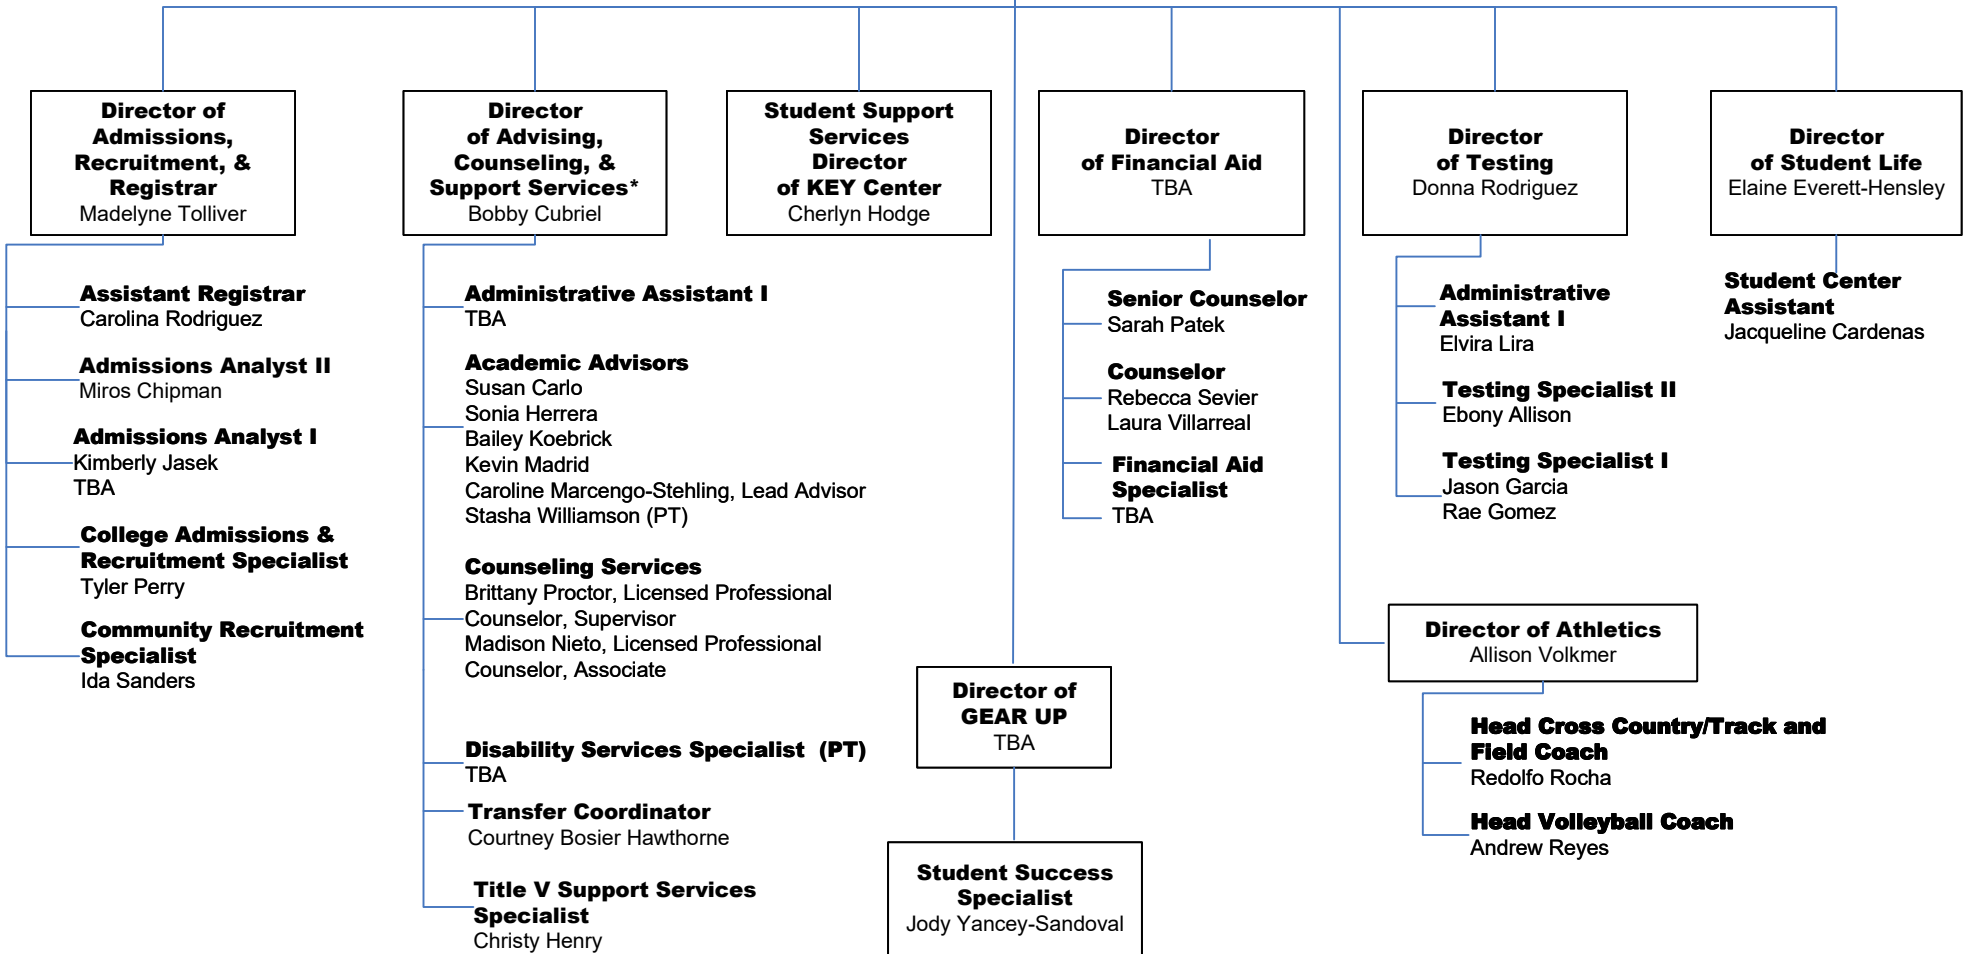 Director of
Admissions,
Recruitment, &
Registrar
Madelyne Tolliver
Assistant Registrar
Carolina Rodriguez
Admissions Analyst II
Miros Chipman
Admissions Analyst I
Kimberly Jasek
TBA
College Admissions &
Recruitment Specialist
Tyler Perry
Community Recruitment
Specialist
Ida Sanders
Director
of Advising,
Counseling, &
Support Services*
Bobby Cubriel
Administrative Assistant I
TBA
Academic Advisors
Susan Carlo
Sonia Herrera
Bailey Koebrick
Kevin Madrid
Caroline Marcengo-Stehling, Lead Advisor
Stasha Williamson (PT)
Counseling Services
Brittany Proctor, Licensed Professional
Counselor, Supervisor
Madison Nieto, Licensed Professional
Counselor, Associate
Disability Services Specialist (PT)
TBA
Transfer Coordinator
Courtney Bosier Hawthorne
Title V Support Services
Specialist
Christy Henry
Student Support
Services
Director
of KEY Center
Cherlyn Hodge
Director of
GEAR UP
TBA
Student Success
Specialist
Jody Yancey-Sandoval
Director
of Financial Aid
TBA
Senior Counselor
Sarah Patek
Counselor
Rebecca Sevier
Laura Villarreal
Financial Aid
Specialist
TBA
Director
of Testing
Donna Rodriguez
Administrative
Assistant I
Elvira Lira
Testing Specialist II
Ebony Allison
Testing Specialist I
Jason Garcia
Rae Gomez
Director of Athletics
Allison Volkmer
Head Cross Country/Track and
Field Coach
Redolfo Rocha
Head Volleyball Coach
Andrew Reyes
Director
of Student Life
Elaine Everett-Hensley
Student Center
Assistant
Jacqueline Cardenas